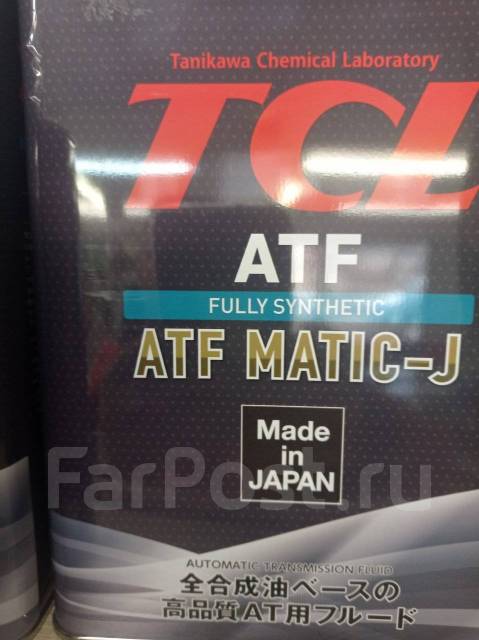 Tanikawa Chemical Laboratory
TCL
ATF
FULLY SYNTHETIC
ATF MATIC-J
Made
in
JAPAN
FarPost.ru
AUTOMATIC TRANSMISSION FLUID
全合成油ベースの
高品質AT用フルード